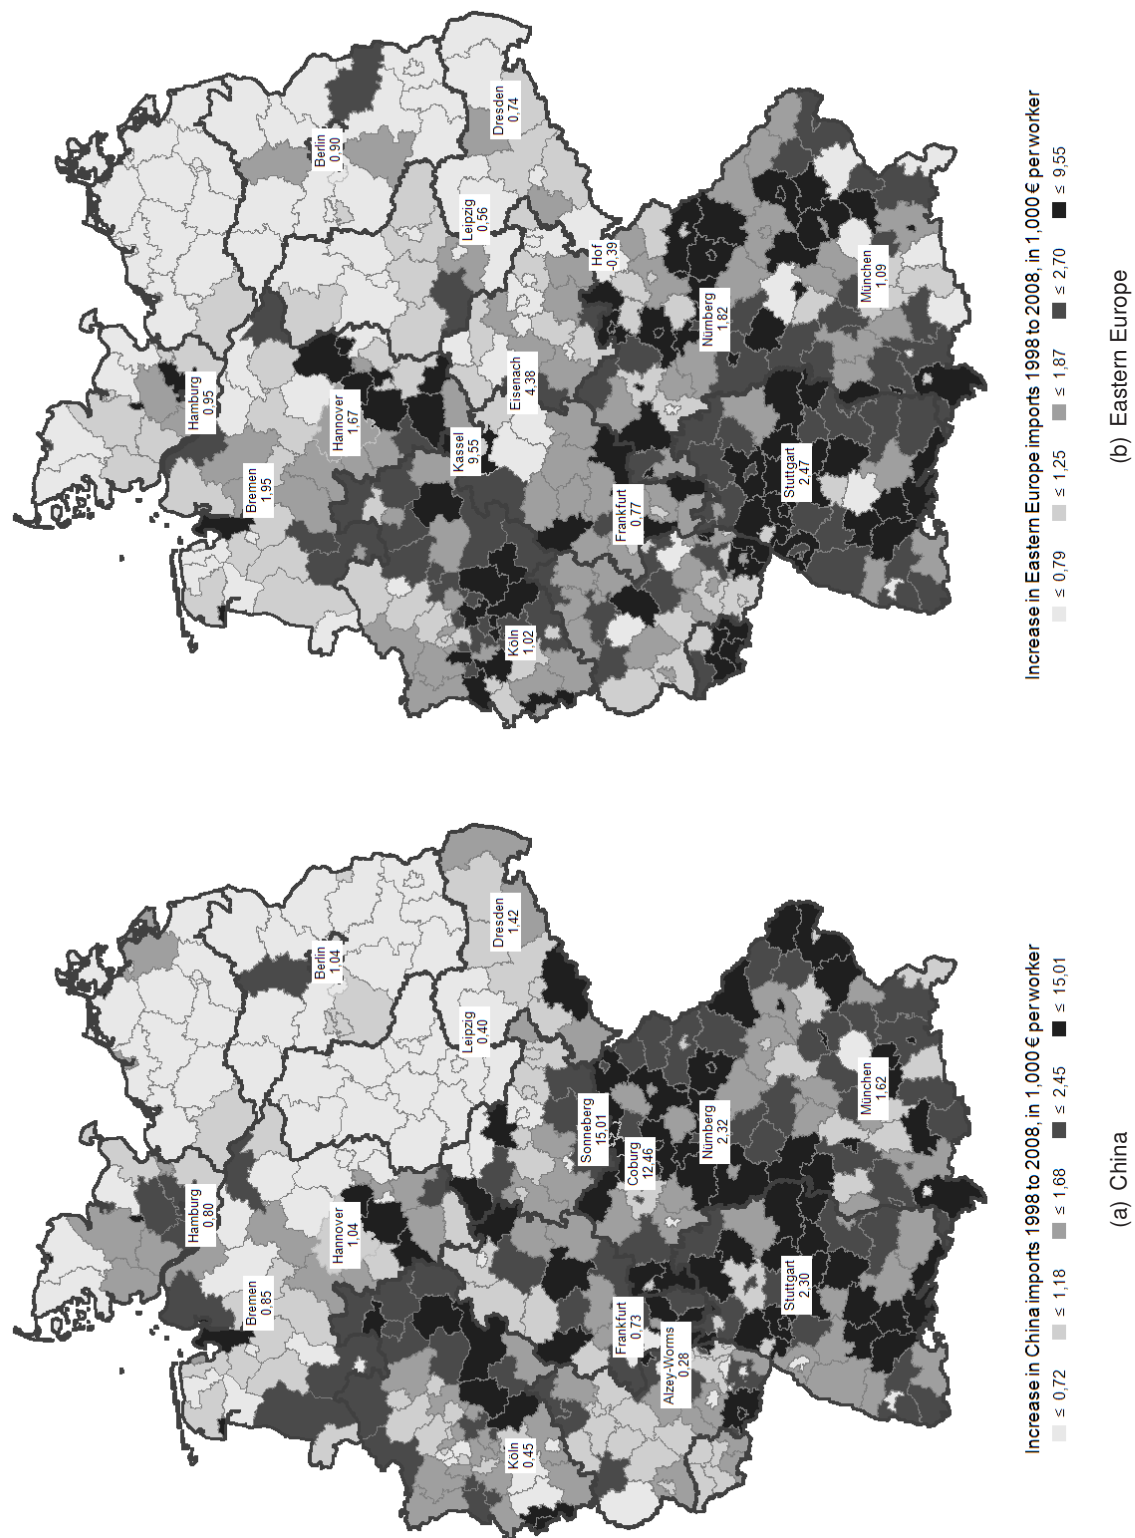 Hamburg
0,80
Bremen
0,85
Hannover
1,04
Berlin
1,04
Leipzig
0,40
Dresden
1,42
Köln
0,45
Sonneberg
15,01
Coburg
12,46
Frankfurt
0,73
Alzey-Worms
0,28
Nürnberg
2,32
Stuttgart
2,30
München
1,62
Increase in China imports 1998 to 2008, in 1,000 € per worker
≤ 0,72
≤ 1,18
≤ 1,68
≤ 2,45
≤ 15,01
(a) China
Hamburg
0,95
Bremen
1,95
Hannover
1,67
Berlin
0,90
Leipzig
0,56
Dresden
0,74
Kassel
9,55
Eisenach
4,38
Köln
1,02
Hof
-0,39
Frankfurt
0,77
Nürnberg
1,82
Stuttgart
2,47
München
1,09
Increase in Eastern Europe imports 1998 to 2008, in 1,000 € per worker
≤ 0,79
≤ 1,25
≤ 1,87
≤ 2,70
≤ 9,55
(b) Eastern Europe